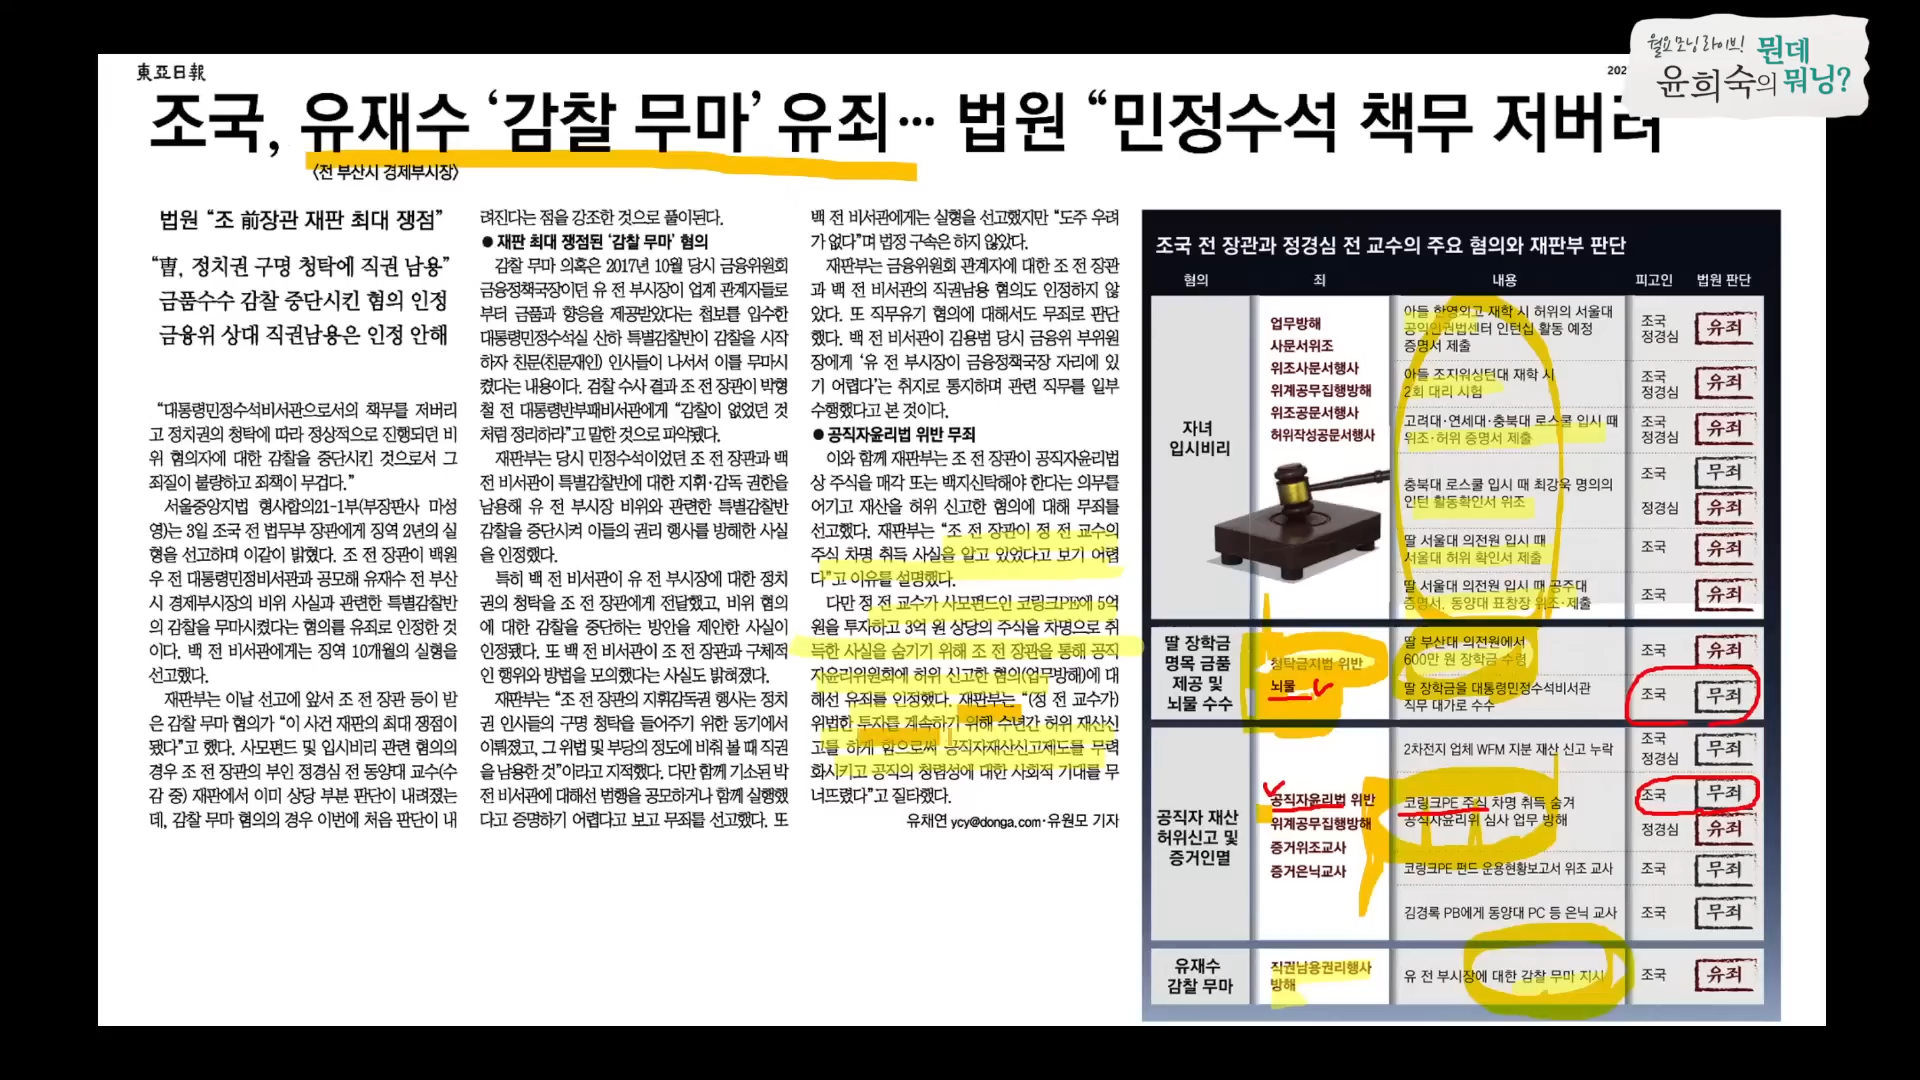 월요모닝라이브! 뭔데
윤희숙의 뭐닝?
東亞日報
202
조국, 유재수 ‘감찰 무마’ 유죄… 법원 “민정수석 책무 저버려
〈전 부산시 경제부시장〉
법원 “조 前장관 재판 최대 쟁점”
“曺, 정치권 구명 청탁에 직권 남용”
금품수수 감찰 중단시킨 혐의 인정
금융위 상대 직권남용은 인정 안해
“대통령민정수석비서관으로서의 책무를 저버리
고 정치권의 청탁에 따라 정상적으로 진행되던 비
위 혐의자에 대한 감찰을 중단시킨 것으로서 그
죄질이 불량하고 죄책이 무겁다.”
서울중앙지법 형사합의21-1부(부장판사 마성
영)는 3일 조국 전 법무부 장관에게 징역 2년의 실
형을 선고하며 이같이 밝혔다. 조 전 장관이 백원
우 전 대통령민정비서관과 공모해 유재수 전 부산
시 경제부시장의 비위 사실과 관련한 특별감찰반
의 감찰을 무마시켰다는 혐의를 유죄로 인정한 것
이다. 백 전 비서관에게는 징역 10개월의 실형을
선고했다.
재판부는 이날 선고에 앞서 조 전 장관 등이 받
은 감찰 무마 혐의가 “이 사건 재판의 최대 쟁점이
됐다”고 했다. 사모펀드 및 입시비리 관련 혐의의
경우 조 전 장관의 부인 정경심 전 동양대 교수(수
감 중) 재판에서 이미 상당 부분 판단이 내려졌는
데, 감찰 무마 혐의의 경우 이번에 처음 판단이 내
려진다는 점을 강조한 것으로 풀이된다.
● 재판 최대 쟁점된 ‘감찰 무마’ 혐의
감찰 무마 의혹은 2017년 10월 당시 금융위원회
금융정책국장이던 유 전 부시장이 업계 관계자들로
부터 금품과 향응을 제공받았다는 첩보를 입수한
대통령민정수석실 산하 특별감찰반이 감찰을 시작
하자 친문(친문재인) 인사들이 나서서 이를 무마시
켰다는 내용이다. 검찰 수사 결과 조 전 장관이 박형
철 전 대통령반부패비서관에게 “감찰이 없었던 것
처럼 정리하라”고 말한 것으로 파악됐다.
재판부는 당시 민정수석이었던 조 전 장관과 백
전 비서관이 특별감찰반에 대한 지휘·감독 권한을
남용해 유 전 부시장 비위와 관련한 특별감찰반
감찰을 중단시켜 이들의 권리 행사를 방해한 사실
을 인정했다.
특히 백 전 비서관이 유 전 부시장에 대한 정치
권의 청탁을 조 전 장관에게 전달했고, 비위 혐의
에 대한 감찰을 중단하는 방안을 제안한 사실이
인정됐다. 또 백 전 비서관이 조 전 장관과 구체적
인 행위와 방법을 모의했다는 사실도 밝혀졌다.
재판부는 “조 전 장관의 지휘감독권 행사는 정치
권 인사들의 구명 청탁을 들어주기 위한 동기에서
이뤄졌고, 그 위법 및 부당의 정도에 비춰 볼 때 직권
을 남용한 것”이라고 지적했다. 다만 함께 기소된 박
전 비서관에 대해선 범행을 공모하거나 함께 실행했
다고 증명하기 어렵다고 보고 무죄를 선고했다. 또
백 전 비서관에게는 실형을 선고했지만 “도주 우려
가 없다”며 법정 구속은 하지 않았다.
재판부는 금융위원회 관계자에 대한 조 전 장관
과 백 전 비서관의 직권남용 혐의도 인정하지 않
았다. 또 직무유기 혐의에 대해서도 무죄로 판단
했다. 백 전 비서관이 김용범 당시 금융위 부위원
장에게 ‘유 전 부시장이 금융정책국장 자리에 있
기 어렵다’는 취지로 통지하며 관련 직무를 일부
수행했다고 본 것이다.
● 공직자윤리법 위반 무죄
이와 함께 재판부는 조 전 장관이 공직자윤리법
상 주식을 매각 또는 백지신탁해야 한다는 의무를
어기고 재산을 허위 신고한 혐의에 대해 무죄를
선고했다. 재판부는 “조 전 장관이 정 전 교수의
주식 차명 취득 사실을 알고 있었다고 보기 어렵
다”고 이유를 설명했다.
다만 정 전 교수가 사모펀드인 코링크PE에 5억
원을 투자하고 3억 원 상당의 주식을 차명으로 취
득한 사실을 숨기기 위해 조 전 장관을 통해 공직
자윤리위원회에 허위 신고한 혐의(업무방해)에 대
해선 유죄를 인정했다. 재판부는 “(정 전 교수가)
위법한 투자를 계속하기 위해 수년간 허위 재산신
고를 하게 함으로써 공직자재산신고제도를 무력
화시키고 공직의 청렴성에 대한 사회적 기대를 무
너뜨렸다”고 질타했다.
유채연 ycy@donga.com·유원모 기자
조국 전 장관과 정경심 전 교수의 주요 혐의와 재판부 판단
혐의 죄 내용 피고인 법원 판단
자녀
입시비리
업무방해
사문서위조
위조사문서행사
위계공무집행방해
위조공문서행사
허위작성공문서행사
아들 한영외고 재학 시 허위의 서울대
공익인권법센터 인턴십 활동 예정
증명서 제출
조국
정경심
유죄
아들 조지워싱턴대 재학 시
2회 대리 시험
조국
정경심
유죄
고려대·연세대·충북대 로스쿨 입시 때
위조·허위 증명서 제출
조국
정경심
유죄
충북대 로스쿨 입시 때 최강욱 명의의
인턴 활동확인서 위조
조국
무죄
정경심
유죄
딸 서울대 의전원 입시 때
서울대 허위 확인서 제출
조국
유죄
딸 서울대 의전원 입시 때 공주대
증명서, 동양대 표창장 위조·제출
조국
유죄
딸 장학금
명목 금품
제공 및
뇌물 수수
청탁금지법 위반
뇌물
딸 부산대 의전원에서
600만 원 장학금 수령
조국
유죄
딸 장학금을 대통령민정수석비서관
직무 대가로 수수
조국
무죄
공직자 재산
허위신고 및
증거인멸
공직자윤리법 위반
위계공무집행방해
증거위조교사
증거은닉교사
2차전지 업체 WFM 지분 재산 신고 누락
조국
정경심
무죄
코링크PE 주식 차명 취득 숨겨
공직자윤리위 심사 업무 방해
조국
무죄
정경심
유죄
코링크PE 펀드 운용현황보고서 위조 교사
조국
무죄
김경록 PB에게 동양대 PC 등 은닉 교사
조국
무죄
유재수
감찰 무마
직권남용권리행사
방해
유 전 부시장에 대한 감찰 무마 지시
조국
유죄